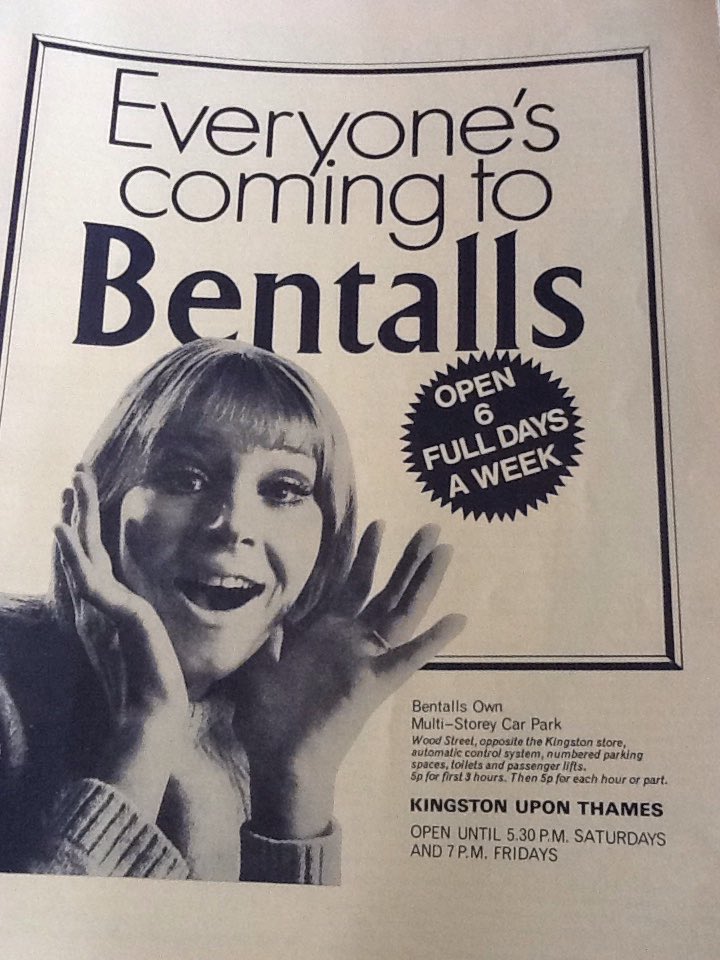 Everyone's
coming to
Bentalls
OPEN
6
FULL DAYS
A WEEK
Bentalls Own
Multi-Storey Car Park
Wood Street, opposite the Kingston store,
automatic control system, numbered parking
spaces, toilets and passenger lifts.
5p for first 3 hours. Then 5p for each hour or part.
KINGSTON UPON THAMES
OPEN UNTIL 5.30 P.M. SATURDAYS
AND 7 P.M. FRIDAYS